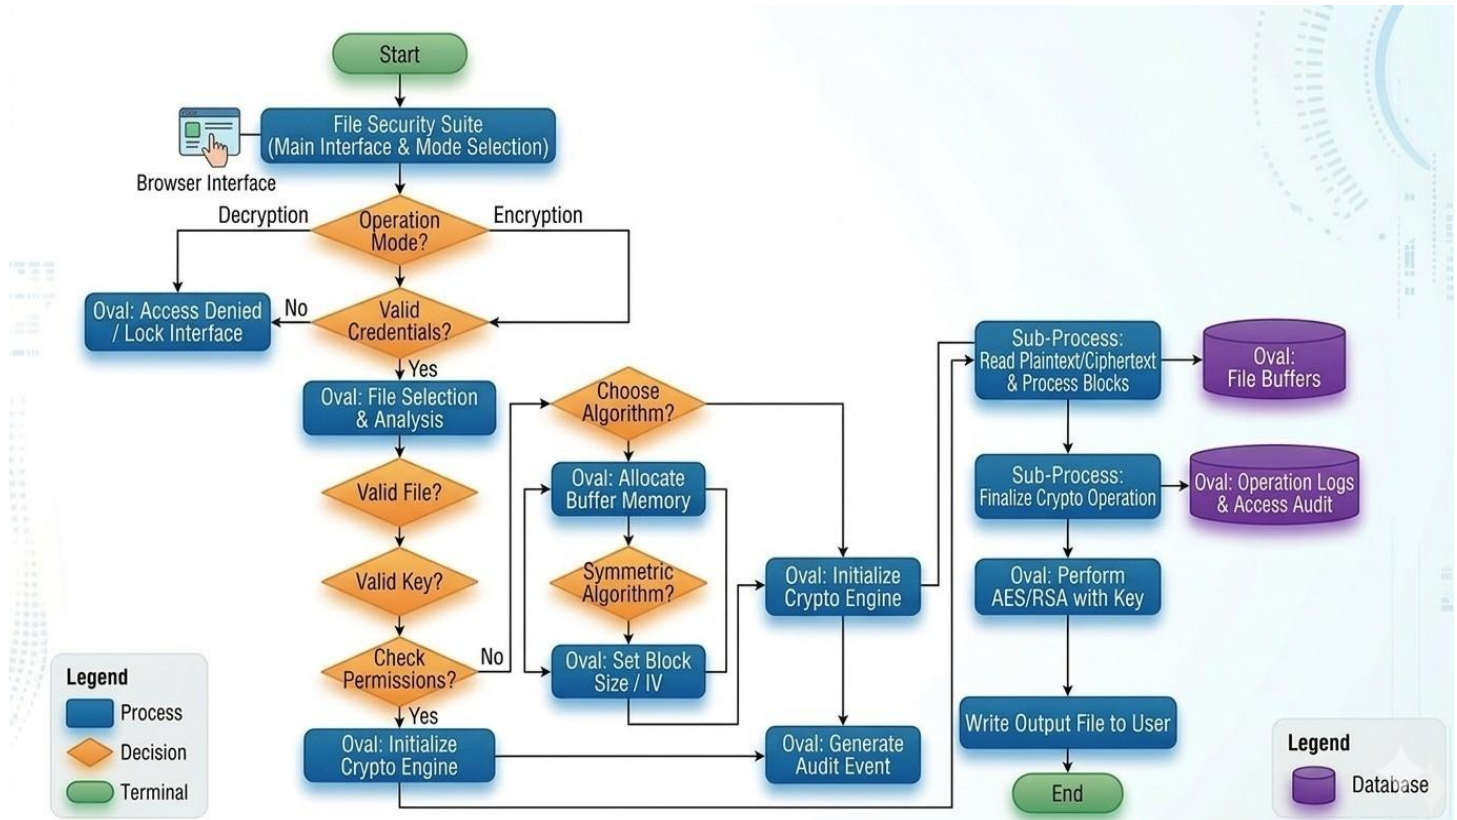 Start
File Security Suite
(Main Interface & Mode Selection)
Browser Interface
Decryption
Operation
Mode?
Encryption
Oval: Access Denied
/ Lock Interface
No
Valid
Credentials?
Yes
Oval: File Selection
& Analysis
Valid File?
Valid Key?
Check
Permissions?
No
Yes
Oval: Initialize
Crypto Engine
Choose
Algorithm?
Oval: Allocate
Buffer Memory
Symmetric
Algorithm?
Oval: Set Block
Size / IV
Oval: Initialize
Crypto Engine
Oval: Generate
Audit Event
Sub-Process:
Read Plaintext/Ciphertext
& Process Blocks
Oval:
File Buffers
Sub-Process:
Finalize Crypto Operation
Oval: Operation Logs
& Access Audit
Oval: Perform
AES/RSA with Key
Write Output File to User
End
Legend
Process
Decision
Terminal
Legend
Database